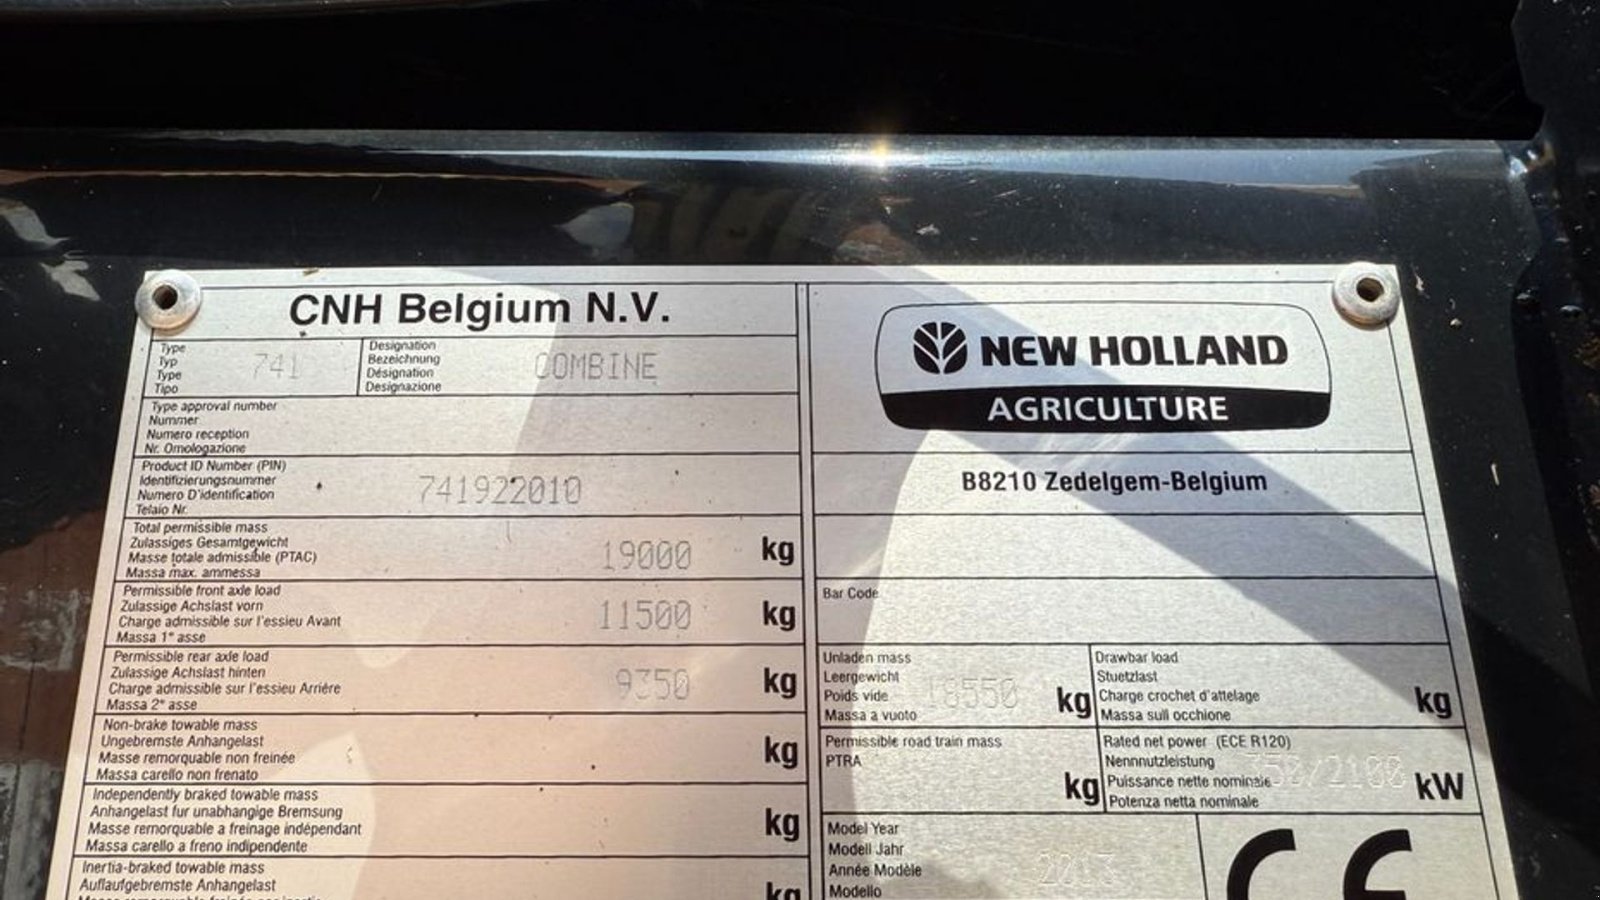 CNH Belgium N.V.
Type
Typ
Type
Tipo
741
Designation
Bezeichnung
Désignation
Designazione
COMBINE
Type approval number
Nummer
Numero reception
Nr. Omologazione
Product ID Number (PIN)
Identifizierungsnummer
Numero D'identification
Telaio Nr.
741922010
Total permissible mass
Zulassiges Gesamtgewicht
Masse totale admissible (PTAC)
Massa max. ammessa
19000 kg
Permissible front axle load
Zulassige Achslast vorn
Charge admissible sur l'essieu Avant
Massa 1° asse
11500 kg
Permissible rear axle load
Zulassige Achslast hinten
Charge admissible sur l'essieu Arrière
Massa 2° asse
9350 kg
Non-brake towable mass
Ungebremste Anhangelast
Masse remorquable non freinée
Massa carello non frenato
kg
Independently braked towable mass
Anhangelast fur unabhangige Bremsung
Masse remorquable a freinage indépendant
Massa carello a freno indipendente
kg
Inertia-braked towable mass
Auflaufgebremste Anhangelast
kg
NEW HOLLAND
AGRICULTURE
B8210 Zedelgem-Belgium
Bar Code
Unladen mass
Leergewicht
Poids vide
Massa a vuoto
18550 kg
Drawbar load
Stuetzlast
Charge crochet d'attelage
Massa sull occhione
kg
Permissible road train mass
PTRA
kg
Rated net power (ECE R120)
Nennnutzleistung
Puissance nette nominale
Potenza netta nominale
kW
Model Year
Modell Jahr
Année Modèle
Modello
2013
CE